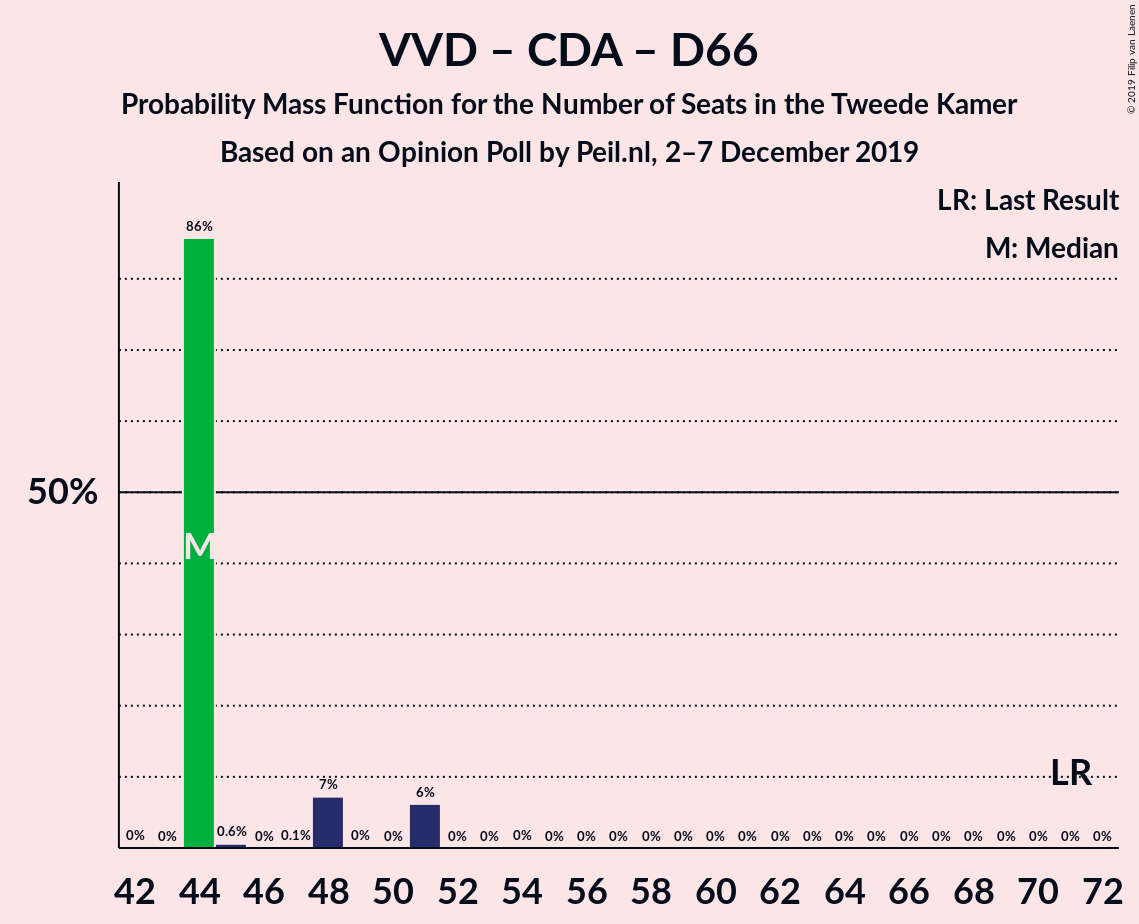 VVD – CDA – D66
Probability Mass Function for the Number of Seats in the Tweede Kamer
Based on an Opinion Poll by Peil.nl, 2–7 December 2019
© 2019 Filip van Laenen
LR: Last Result
M: Median
86%
50%
M
LR
7%
6%
0% 0% 0.6% 0% 0.1% 0% 0% 0% 0% 0% 0% 0% 0% 0% 0% 0% 0% 0% 0% 0% 0% 0% 0% 0% 0% 0% 0% 0%
42 44 46 48 50 52 54 56 58 60 62 64 66 68 70 72